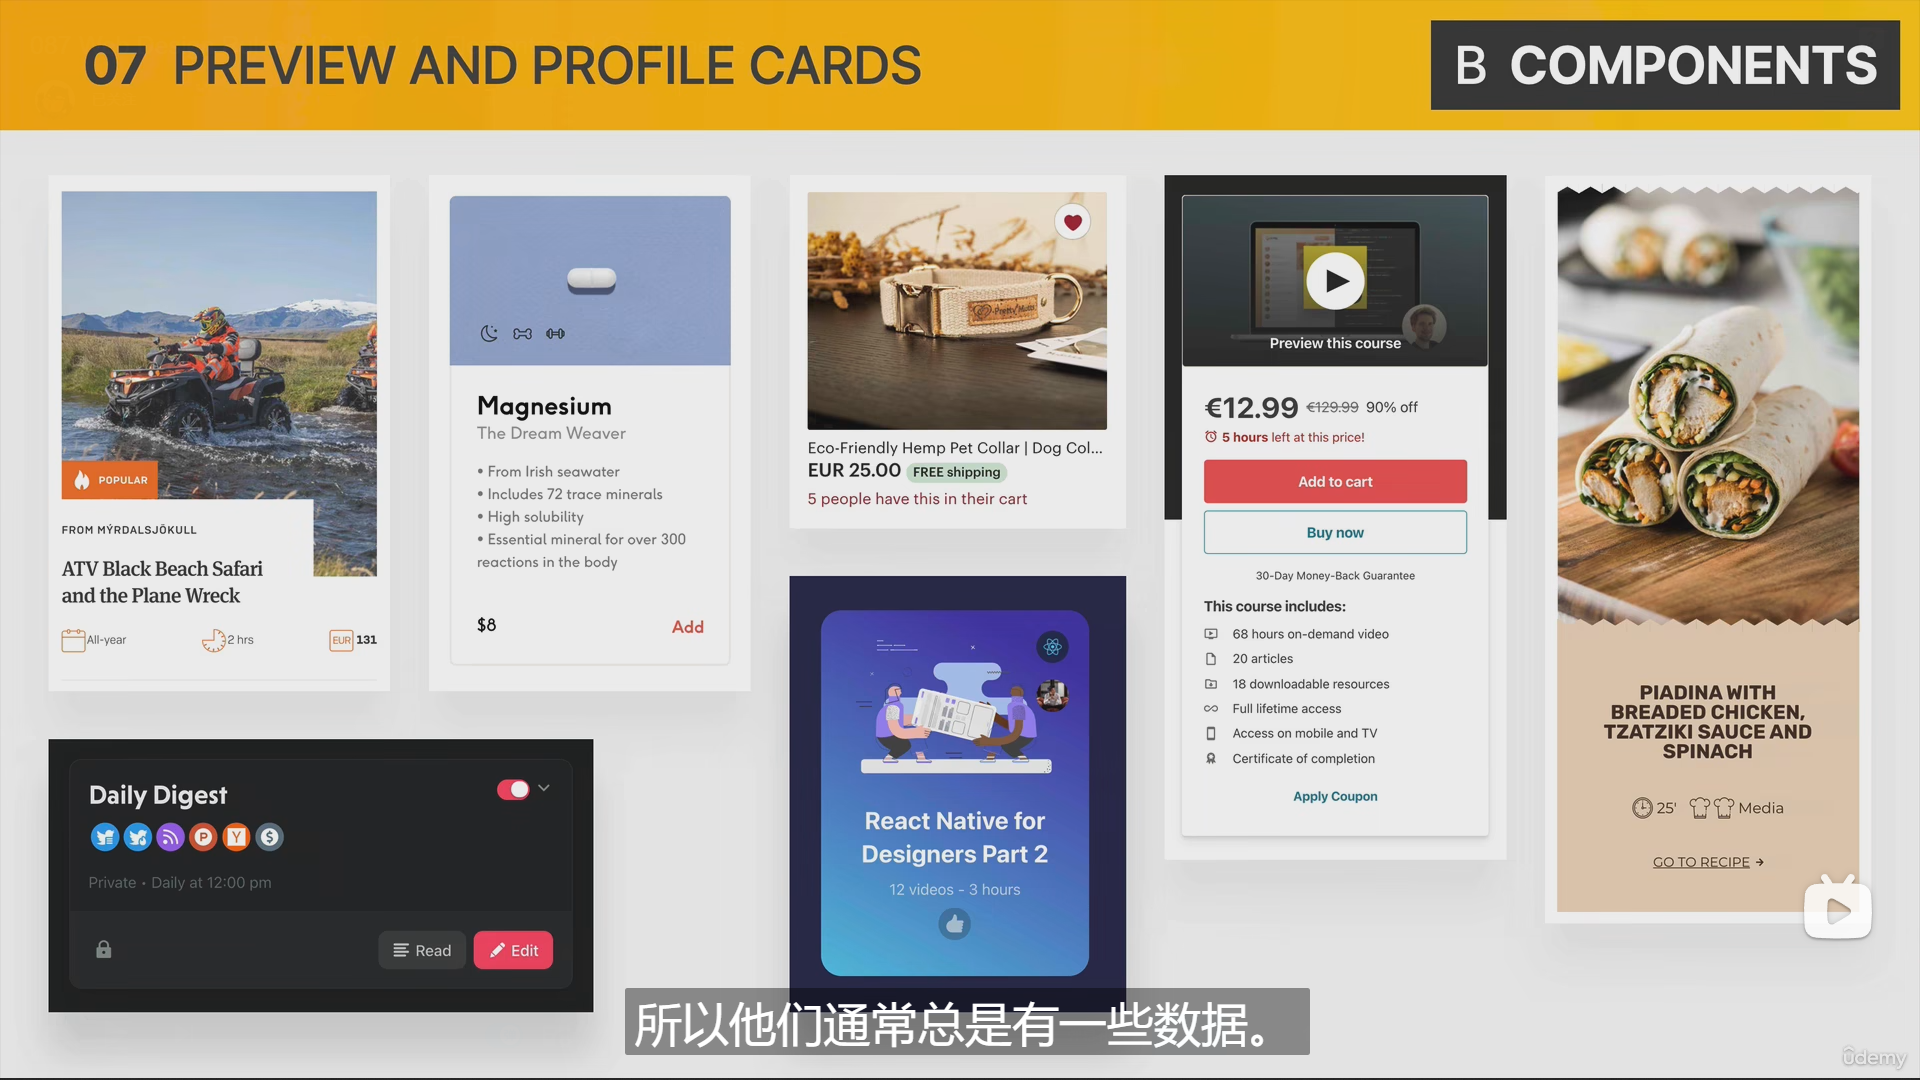 07 PREVIEW AND PROFILE CARDS
B COMPONENTS
POPULAR
FROM MÝRDALSJÖKULL
ATV Black Beach Safari
and the Plane Wreck
All-year
2 hrs
EUR 131
Magnesium
The Dream Weaver
• From Irish seawater
• Includes 72 trace minerals
• High solubility
• Essential mineral for over 300
reactions in the body
$8
Add
Pretty Mutts
Eco-Friendly Hemp Pet Collar | Dog Col...
EUR 25.00 FREE shipping
5 people have this in their cart
Preview this course
€12.99 €129.99 90% off
5 hours left at this price!
Add to cart
Buy now
30-Day Money-Back Guarantee
This course includes:
68 hours on-demand video
20 articles
18 downloadable resources
Full lifetime access
Access on mobile and TV
Certificate of completion
Apply Coupon
PIADINA WITH
BREADED CHICKEN,
TZATZIKI SAUCE AND
SPINACH
25' Media
GO TO RECIPE →
Daily Digest
P Y $
Private • Daily at 12:00 pm
Read
Edit
React Native for
Designers Part 2
12 videos - 3 hours
所以他们通常总是有一些数据。
ûdemy